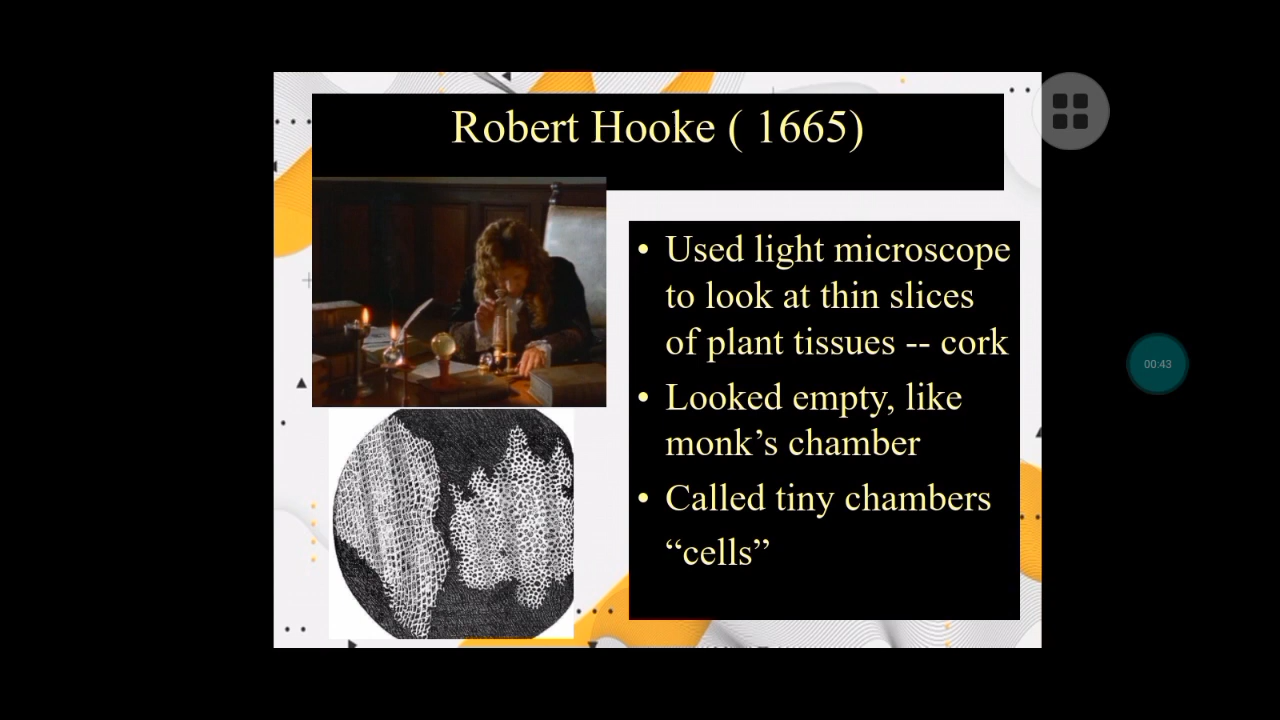 Robert Hooke ( 1665)
• Used light microscope
to look at thin slices
of plant tissues -- cork
• Looked empty, like
monk’s chamber
• Called tiny chambers
“cells”
00:43